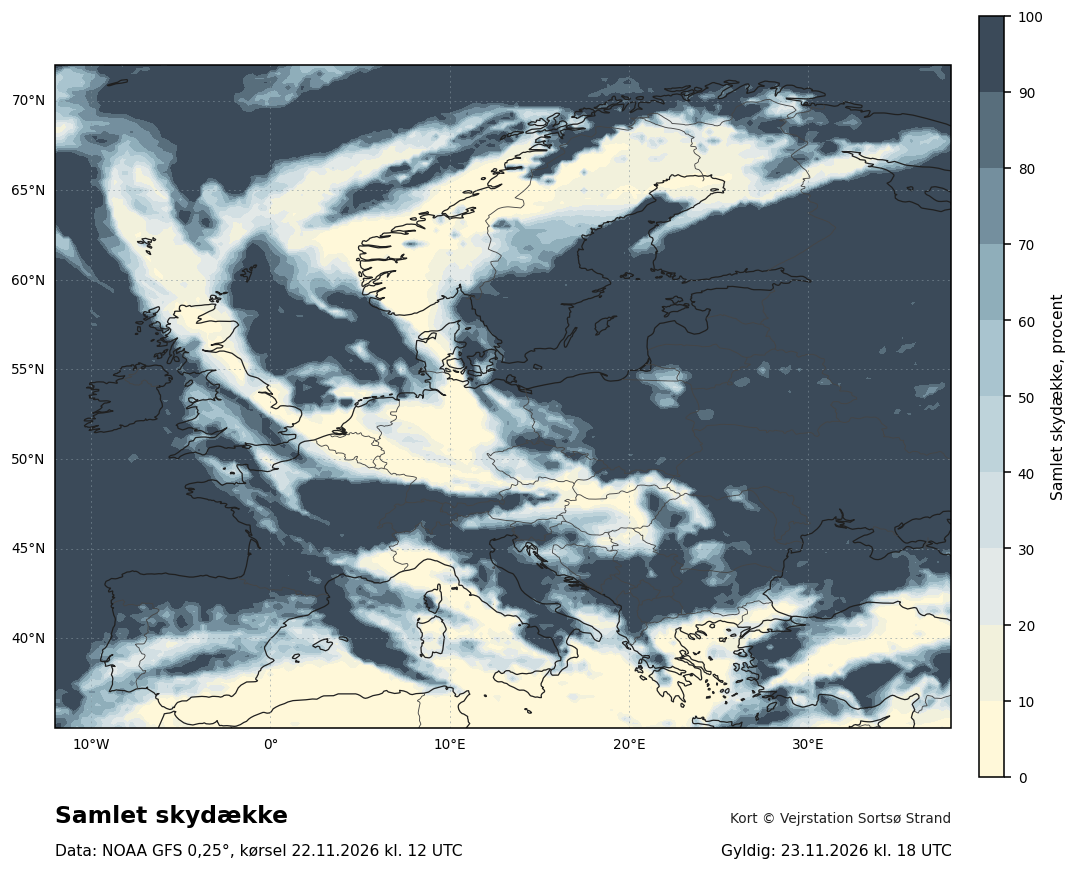 100
90
80
70
60
50
40
30
20
10
0
Samlet skydække, procent
70°N
65°N
60°N
55°N
50°N
45°N
40°N
10°W
0°
10°E
20°E
30°E
Samlet skydække
Kort © Vejrstation Sortsø Strand
Data: NOAA GFS 0,25°, kørsel 22.11.2026 kl. 12 UTC
Gyldig: 23.11.2026 kl. 18 UTC